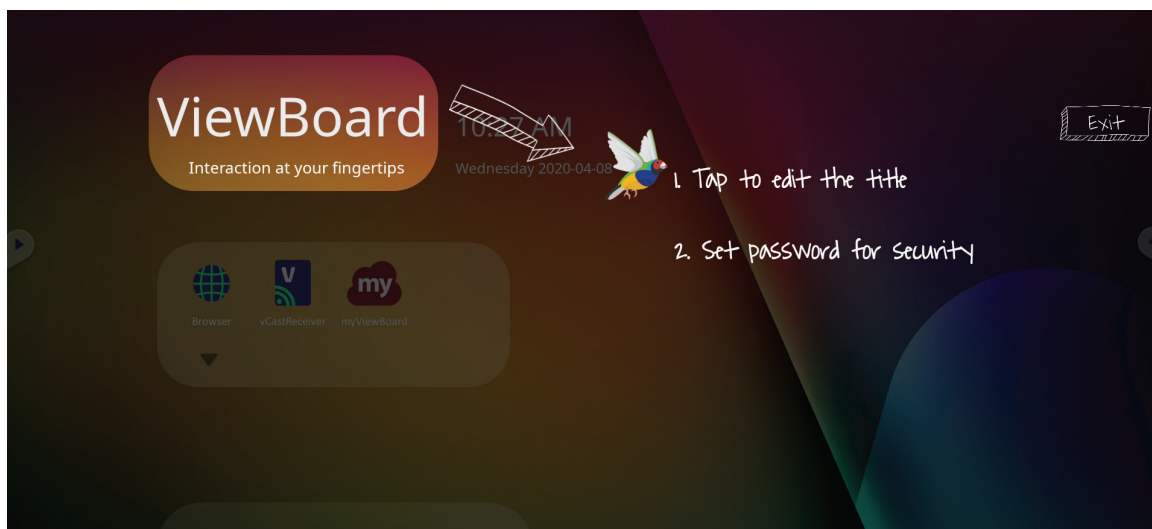 ViewBoard
Interaction at your fingertips
10:27 AM
Wednesday 2020-04-08
Exit
1. Tap to edit the title
2. Set password for security
V
my
Browser
vCastReceiver
myViewBoard